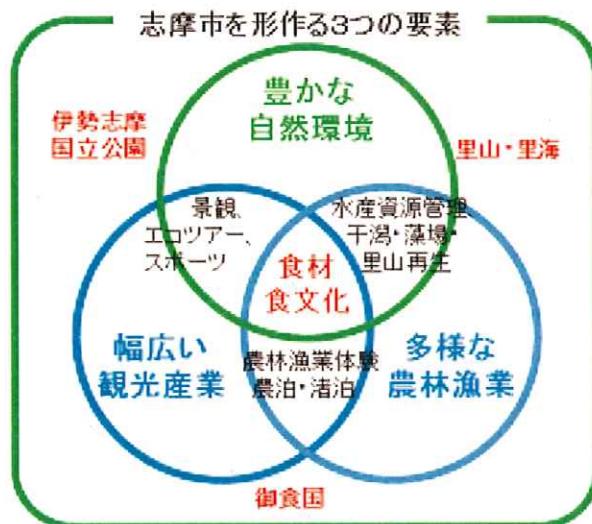 志摩市を形作る3つの要素
豊かな
自然環境
伊勢志摩
国立公園
里山・里海
景観、
エコツアー、
スポーツ
水産資源管理、
干潟・藻場・
里山再生
食材
食文化
幅広い
観光産業
農林漁業体験
農泊・渚泊
多様な
農林漁業
御食国